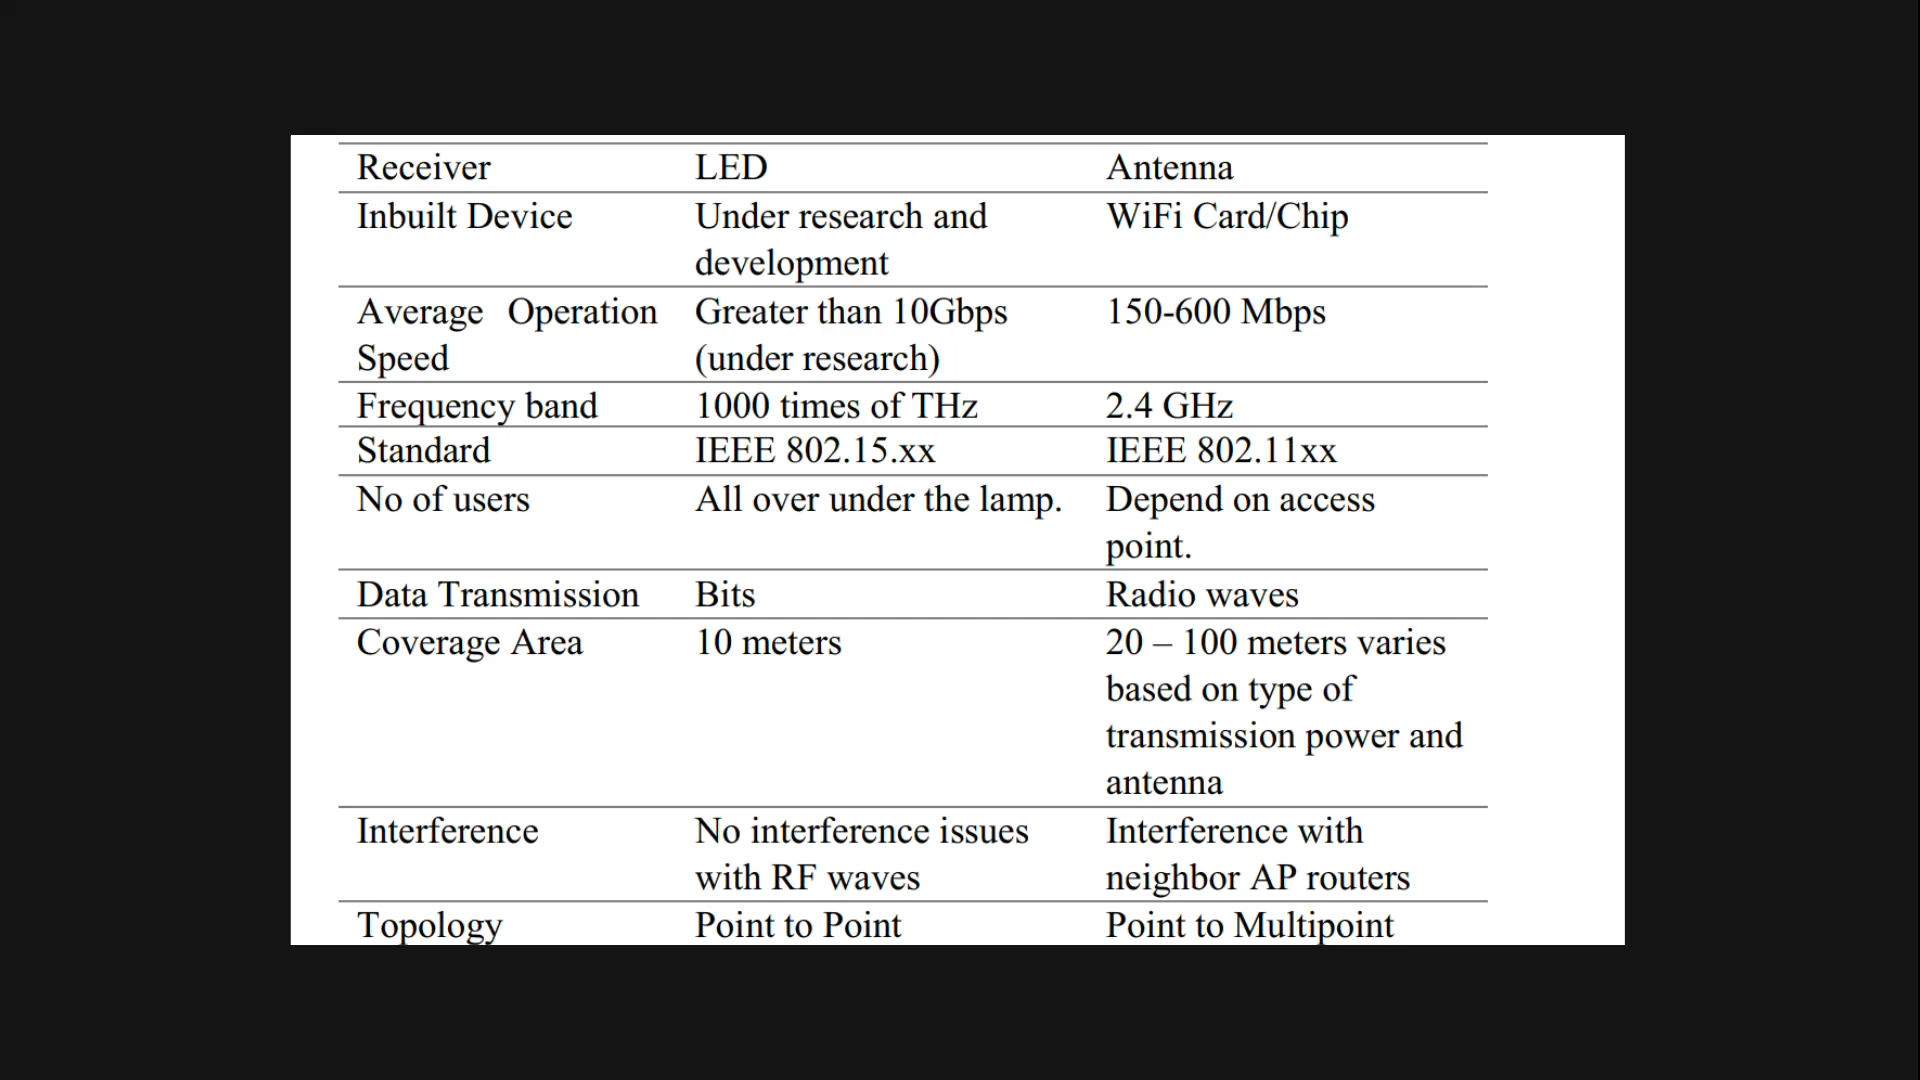 Receiver LED Antenna
Inbuilt Device Under research and WiFi Card/Chip
development
Average Operation Greater than 10Gbps 150-600 Mbps
Speed (under research)
Frequency band 1000 times of THz 2.4 GHz
Standard IEEE 802.15.xx IEEE 802.11xx
No of users All over under the lamp. Depend on access
point.
Data Transmission Bits Radio waves
Coverage Area 10 meters 20 – 100 meters varies
based on type of
transmission power and
antenna
Interference No interference issues Interference with
with RF waves neighbor AP routers
Topology Point to Point Point to Multipoint